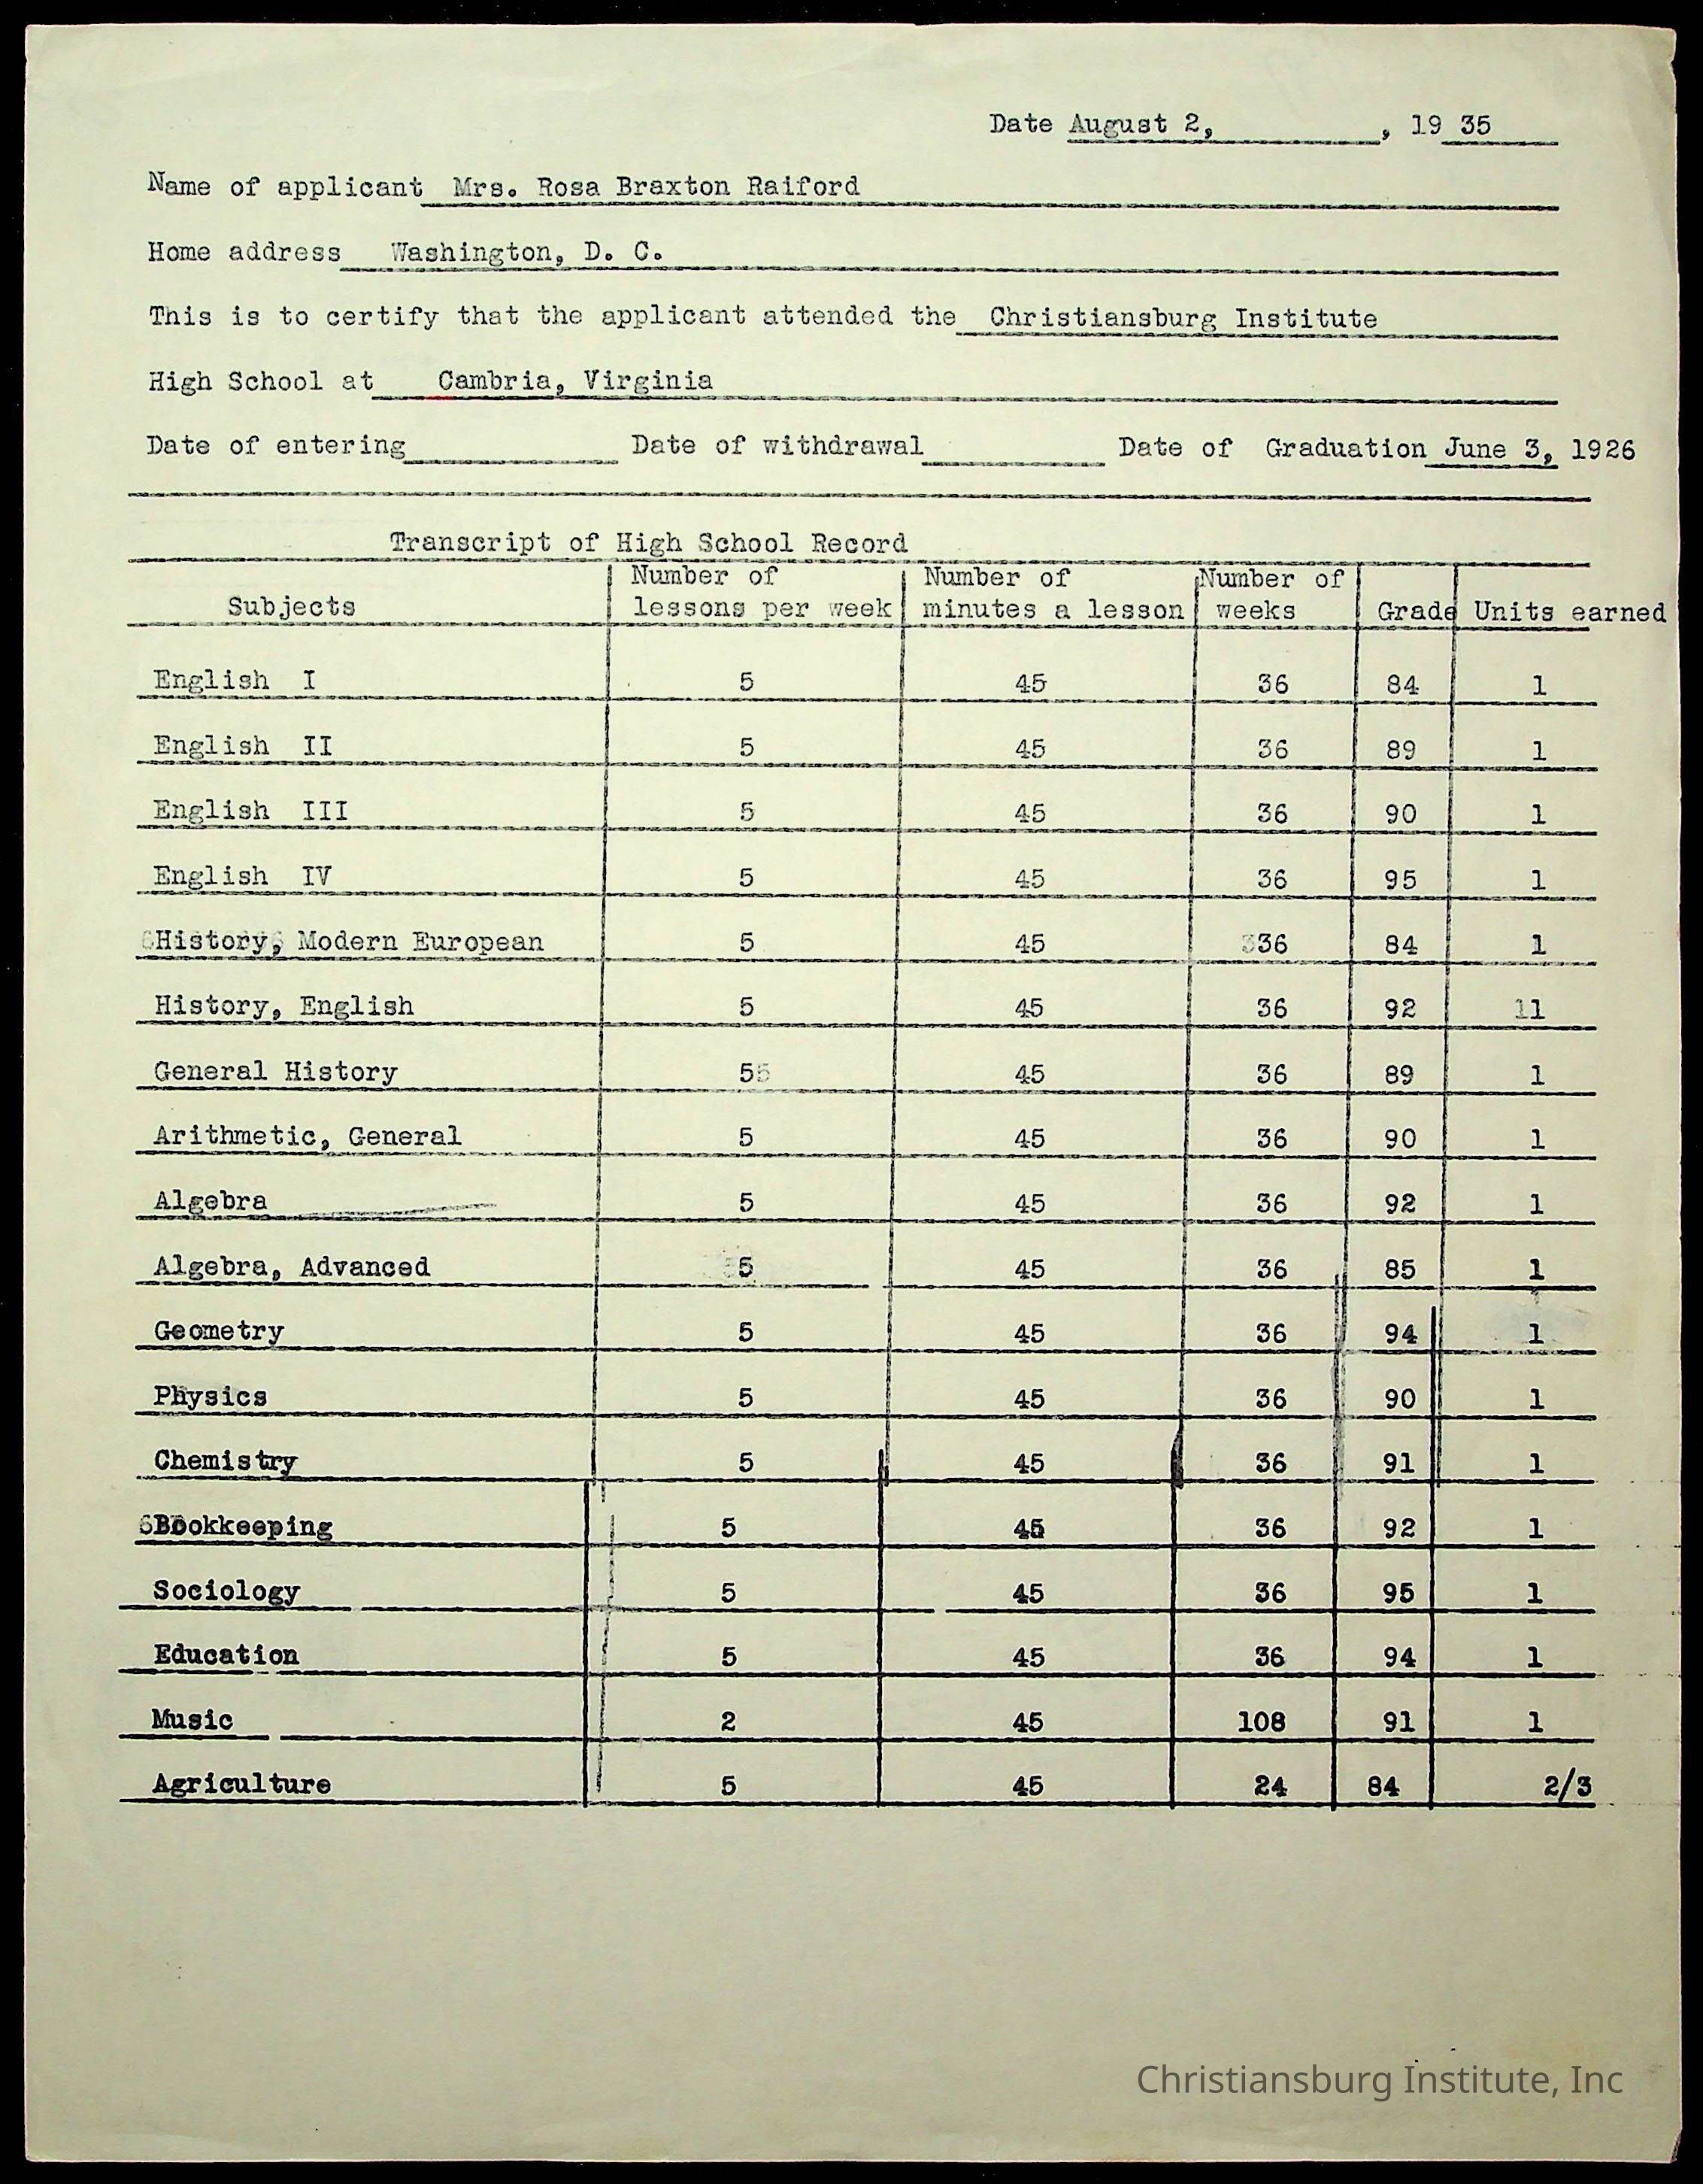 Date August 2, , 19 35
Name of applicant Mrs. Rosa Braxton Raiford
Home address Washington, D. C.
This is to certify that the applicant attended the Christiansburg Institute
High School at Cambria, Virginia
Date of entering Date of withdrawal Date of Graduation June 3, 1926
Transcript of High School Record
Subjects Number of lessons per week Number of minutes a lesson Number of weeks Grade Units earned
English I 5 45 36 84 1
English II 5 45 36 89 1
English III 5 45 36 90 1
English IV 5 45 36 95 1
History, Modern European 5 45 36 84 1
History, English 5 45 36 92 1
General History 5 45 36 89 1
Arithmetic, General 5 45 36 90 1
Algebra 5 45 36 92 1
Algebra, Advanced 5 45 36 85 1
Geometry 5 45 36 94 1
Physics 5 45 36 90 1
Chemistry 5 45 36 91 1
Bookkeeping 5 45 36 92 1
Sociology 5 45 36 95 1
Education 5 45 36 94 1
Music 2 45 108 91 1
Agriculture 5 45 24 84 2/3
Christiansburg Institute, Inc